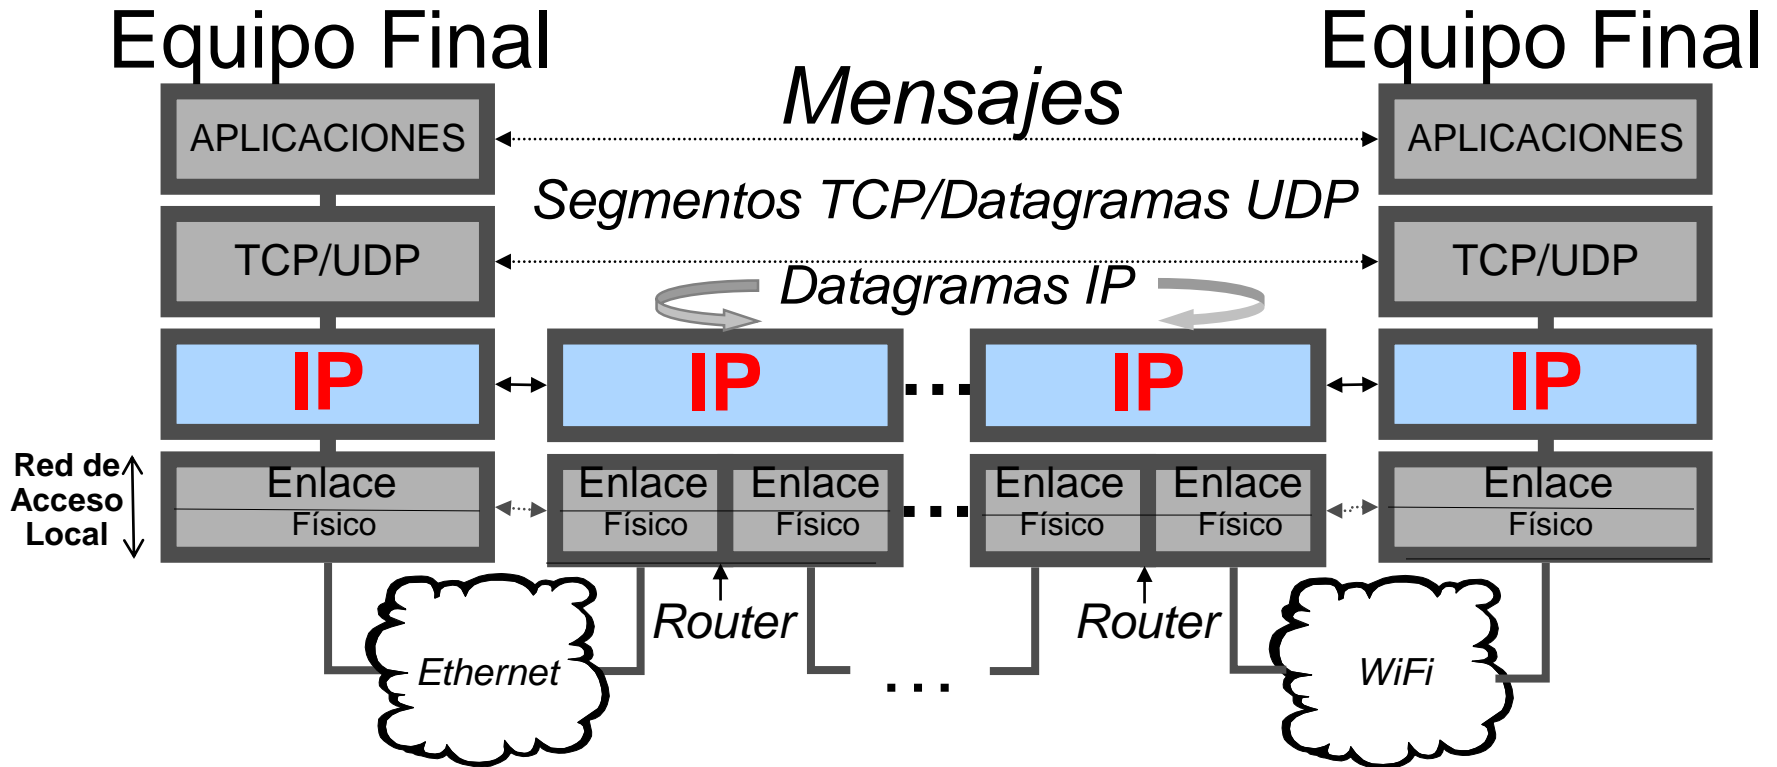 Equipo Final
Equipo Final
Mensajes
APLICACIONES
APLICACIONES
Segmentos TCP/Datagramas UDP
TCP/UDP
TCP/UDP
Datagramas IP
IP
IP
...
IP
IP
Red de
Acceso
Local
Enlace
Físico
Enlace
Físico
Enlace
Físico
...
Enlace
Físico
Enlace
Físico
Enlace
Físico
Router
Router
Ethernet
...
WiFi